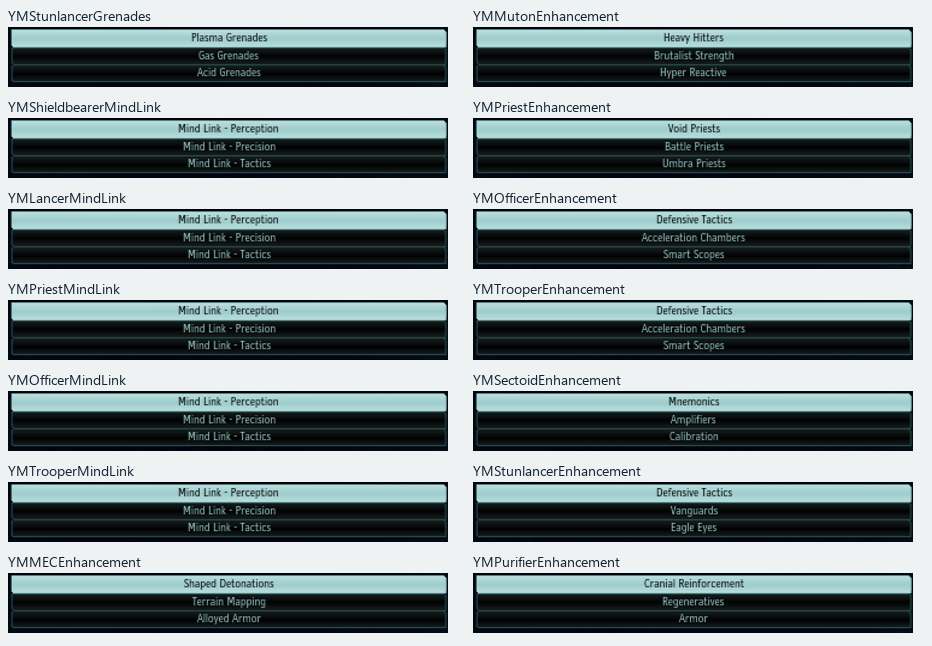 YMStunlancerGrenades
Plasma Grenades
Gas Grenades
Acid Grenades
YMShieldbearerMindLink
Mind Link - Perception
Mind Link - Precision
Mind Link - Tactics
YMLancerMindLink
Mind Link - Perception
Mind Link - Precision
Mind Link - Tactics
YMPriestMindLink
Mind Link - Perception
Mind Link - Precision
Mind Link - Tactics
YMOfficerMindLink
Mind Link - Perception
Mind Link - Precision
Mind Link - Tactics
YMTrooperMindLink
Mind Link - Perception
Mind Link - Precision
Mind Link - Tactics
YMMECEnhancement
Shaped Detonations
Terrain Mapping
Alloyed Armor
YMMutonEnhancement
Heavy Hitters
Brutalist Strength
Hyper Reactive
YMPriestEnhancement
Void Priests
Battle Priests
Umbra Priests
YMOfficerEnhancement
Defensive Tactics
Acceleration Chambers
Smart Scopes
YMTrooperEnhancement
Defensive Tactics
Acceleration Chambers
Smart Scopes
YMSectoidEnhancement
Mnemonics
Amplifiers
Calibration
YMStunlancerEnhancement
Defensive Tactics
Vanguards
Eagle Eyes
YMPurifierEnhancement
Cranial Reinforcement
Regeneratives
Armor